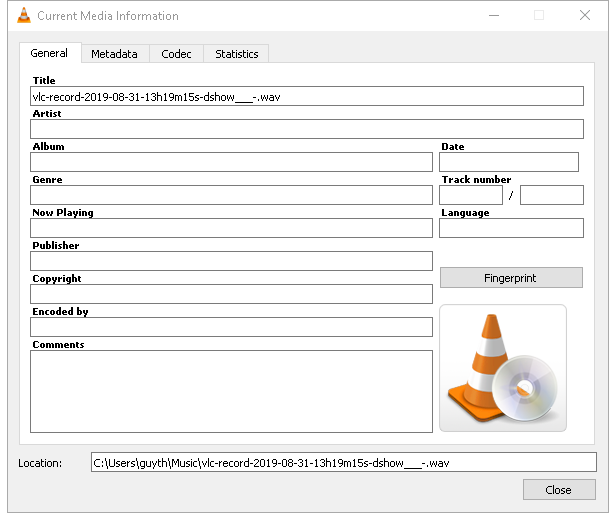 Current Media Information
General Metadata Codec Statistics
Title
vlc-record-2019-08-31-13h19m15s-dshow___-.wav
Artist
Album Date
Genre Track number
/
Now Playing Language
Publisher
Copyright Fingerprint
Encoded by
Comments
Location: C:\Users\guyth\Music\vlc-record-2019-08-31-13h19m15s-dshow___-.wav
Close